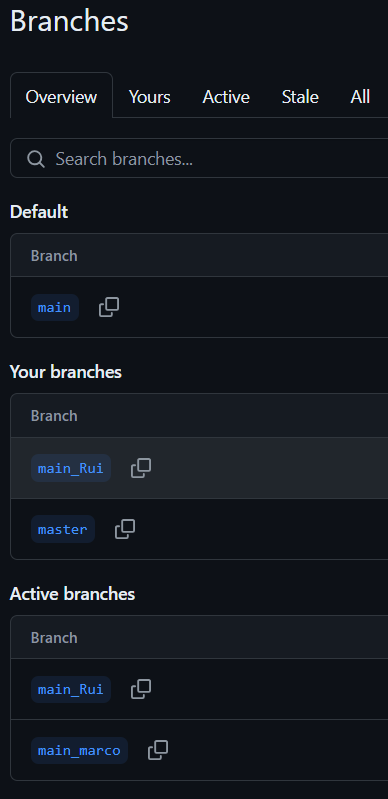 Branches
Overview Yours Active Stale All
Search branches...
Default
Branch
main
Your branches
Branch
main_Rui
master
Active branches
Branch
main_Rui
main_marco